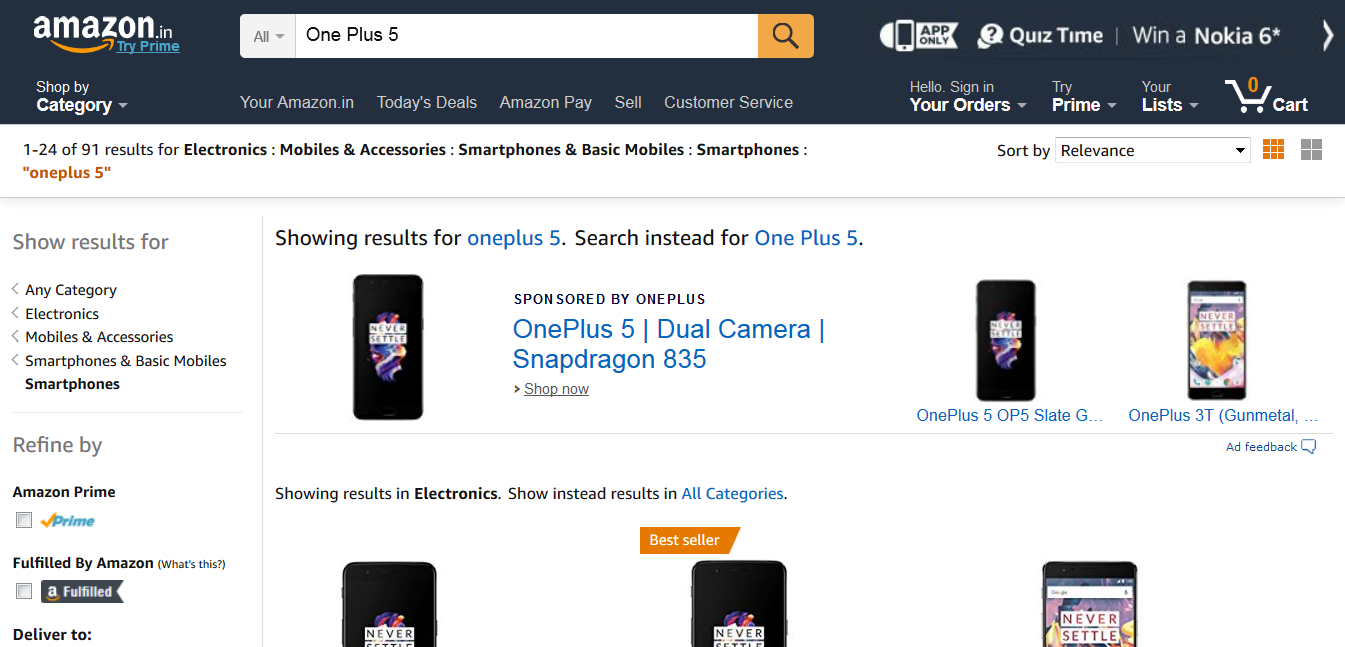 amazon.in
Try Prime
All
One Plus 5
APP ONLY
Quiz Time | Win a Nokia 6*
Shop by
Category
Your Amazon.in
Today's Deals
Amazon Pay
Sell
Customer Service
Hello. Sign in
Your Orders
Try
Prime
Your
Lists
0
Cart
1-24 of 91 results for Electronics : Mobiles & Accessories : Smartphones & Basic Mobiles : Smartphones :
"oneplus 5"
Sort by
Relevance
Show results for
Any Category
Electronics
Mobiles & Accessories
Smartphones & Basic Mobiles
Smartphones
Refine by
Amazon Prime
Prime
Fulfilled By Amazon (What's this?)
a Fulfilled
Deliver to:
Showing results for oneplus 5. Search instead for One Plus 5.
NEVER
SETTLE
SPONSORED BY ONEPLUS
OnePlus 5 | Dual Camera |
Snapdragon 835
Shop now
NEVER
SETTLE
OnePlus 5 OP5 Slate G...
NEVER
SETTLE
OnePlus 3T (Gunmetal, ...
Ad feedback
Showing results in Electronics. Show instead results in All Categories.
NEVER
SETTLE
Best seller
NEVER
SETTLE
Google
NEVER
SETTLE